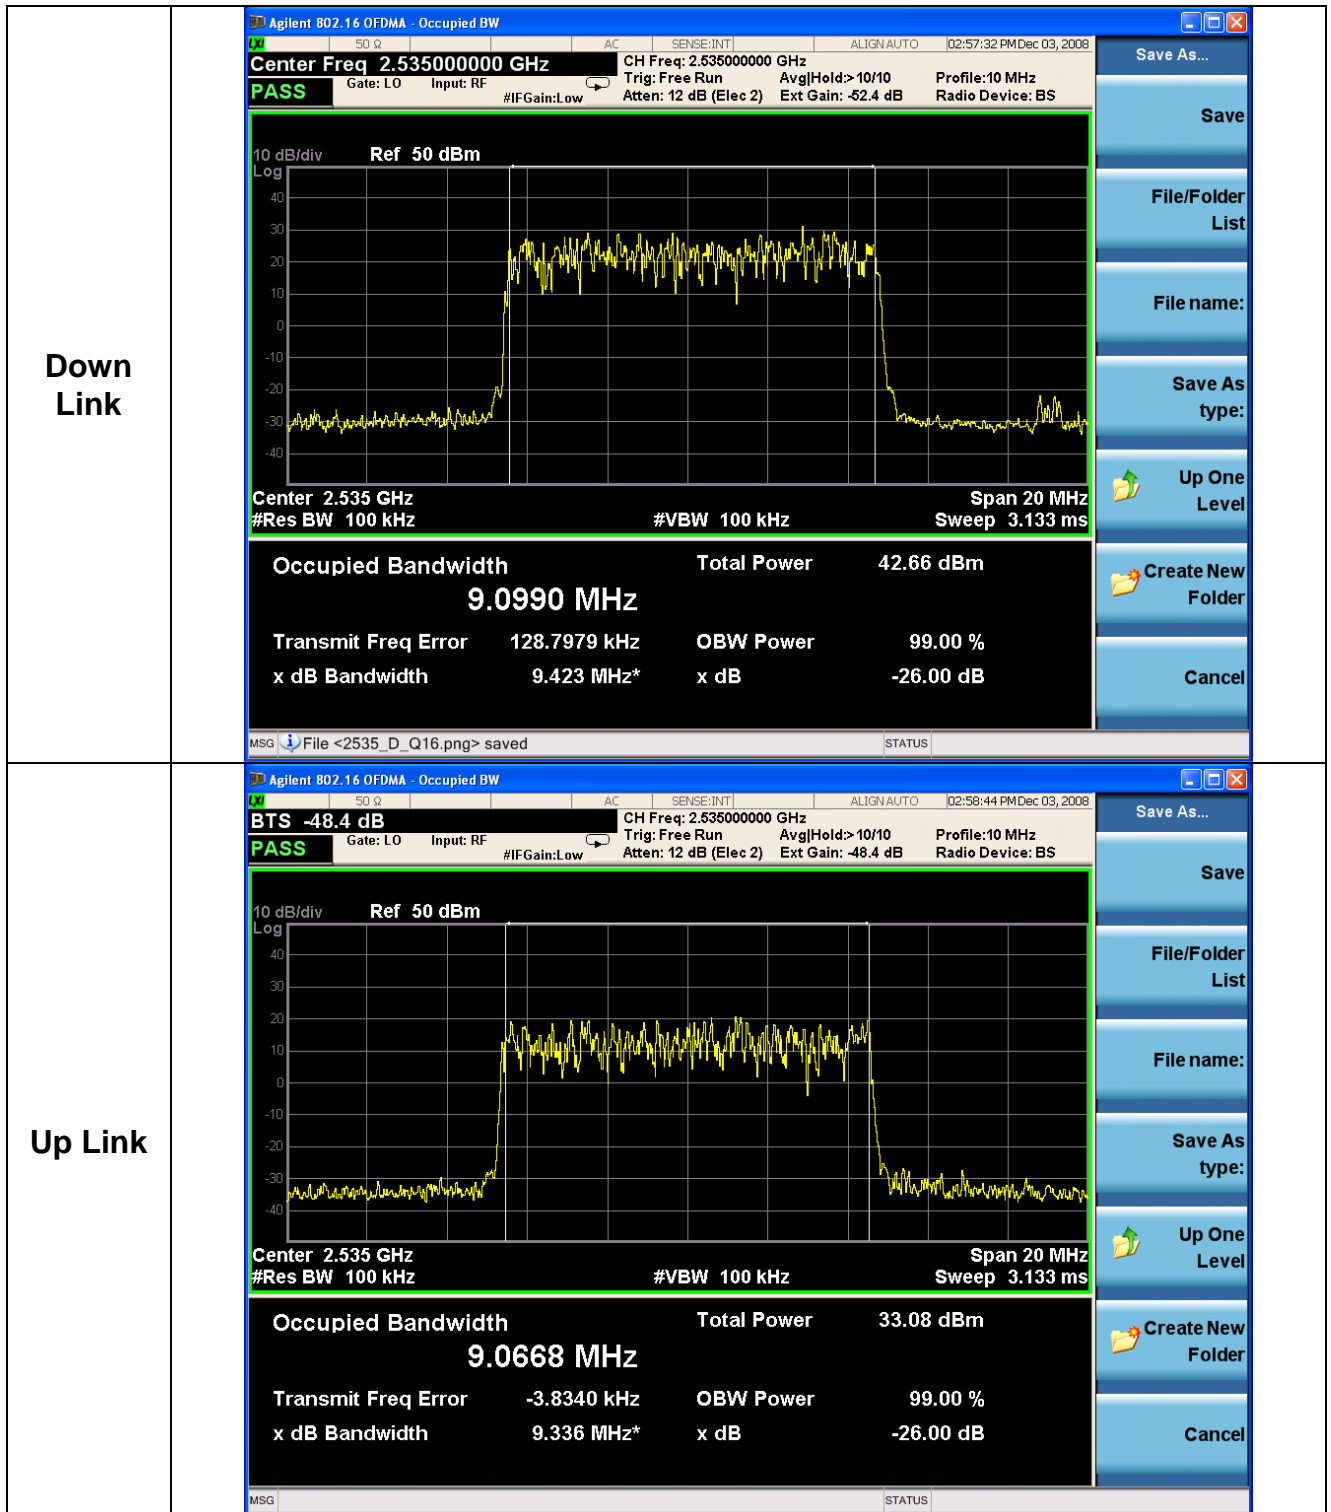 Down
Link
Agilent 802.16 OFDMA - Occupied BW
LXI 50 Ω AC SENSE:INT ALIGN AUTO 02:57:32 PM Dec 03, 2008
Center Freq 2.535000000 GHz
CH Freq: 2.535000000 GHz
Gate: LO Input: RF Trig: Free Run Avg|Hold:>10/10 Profile:10 MHz
PASS #IFGain:Low Atten: 12 dB (Elec 2) Ext Gain: -52.4 dB Radio Device: BS
10 dB/div Ref 50 dBm
Log
40
30
20
10
0
-10
-20
-30
-40
Center 2.535 GHz Span 20 MHz
#Res BW 100 kHz #VBW 100 kHz Sweep 3.133 ms
Occupied Bandwidth Total Power 42.66 dBm
9.0990 MHz
Transmit Freq Error 128.7979 kHz OBW Power 99.00 %
x dB Bandwidth 9.423 MHz* x dB -26.00 dB
MSG File <2535_D_Q16.png> saved STATUS
Save As...
Save
File/Folder
List
File name:
Save As
type:
Up One
Level
Create New
Folder
Cancel
Up Link
Agilent 802.16 OFDMA - Occupied BW
LXI 50 Ω AC SENSE:INT ALIGN AUTO 02:58:44 PM Dec 03, 2008
BTS -48.4 dB
CH Freq: 2.535000000 GHz
Gate: LO Input: RF Trig: Free Run Avg|Hold:>10/10 Profile:10 MHz
PASS #IFGain:Low Atten: 12 dB (Elec 2) Ext Gain: -48.4 dB Radio Device: BS
10 dB/div Ref 50 dBm
Log
40
30
20
10
0
-10
-20
-30
-40
Center 2.535 GHz Span 20 MHz
#Res BW 100 kHz #VBW 100 kHz Sweep 3.133 ms
Occupied Bandwidth Total Power 33.08 dBm
9.0668 MHz
Transmit Freq Error -3.8340 kHz OBW Power 99.00 %
x dB Bandwidth 9.336 MHz* x dB -26.00 dB
MSG STATUS
Save As...
Save
File/Folder
List
File name:
Save As
type:
Up One
Level
Create New
Folder
Cancel